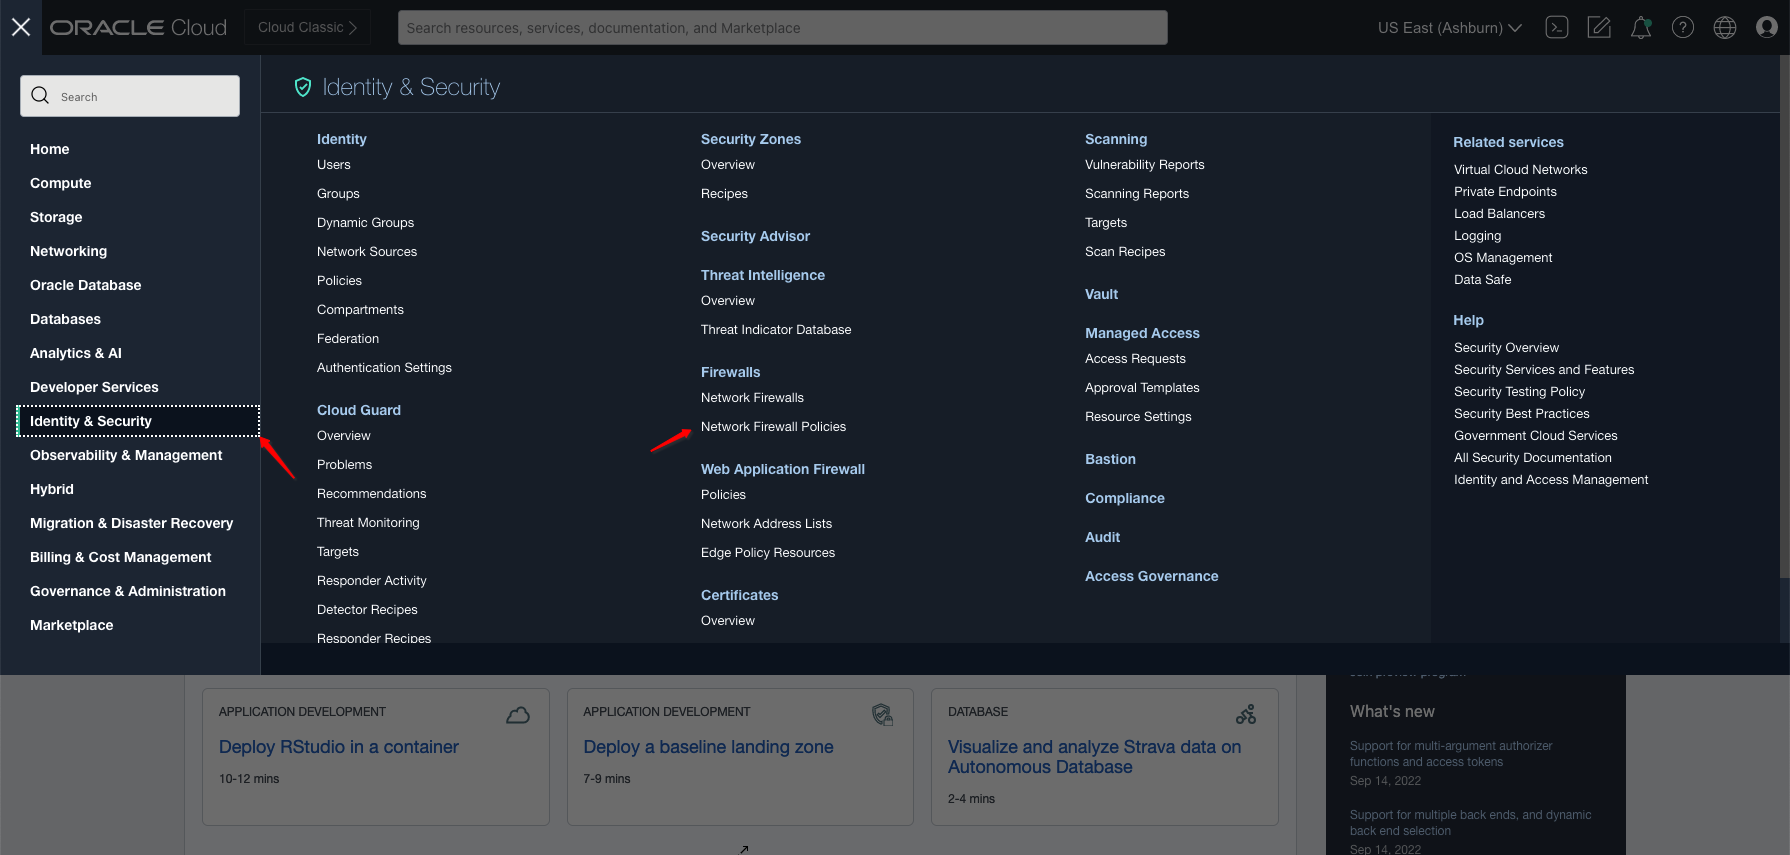 ORACLE Cloud
Cloud Classic
Search resources, services, documentation, and Marketplace
US East (Ashburn)
Search
Home
Compute
Storage
Networking
Oracle Database
Databases
Analytics & AI
Developer Services
Identity & Security
Observability & Management
Hybrid
Migration & Disaster Recovery
Billing & Cost Management
Governance & Administration
Marketplace
Identity & Security
Identity
Users
Groups
Dynamic Groups
Network Sources
Policies
Compartments
Federation
Authentication Settings
Cloud Guard
Overview
Problems
Recommendations
Threat Monitoring
Targets
Responder Activity
Detector Recipes
Responder Recipes
Security Zones
Overview
Recipes
Security Advisor
Threat Intelligence
Overview
Threat Indicator Database
Firewalls
Network Firewalls
Network Firewall Policies
Web Application Firewall
Policies
Network Address Lists
Edge Policy Resources
Certificates
Overview
Scanning
Vulnerability Reports
Scanning Reports
Targets
Scan Recipes
Vault
Managed Access
Access Requests
Approval Templates
Resource Settings
Bastion
Compliance
Audit
Access Governance
Related services
Virtual Cloud Networks
Private Endpoints
Load Balancers
Logging
OS Management
Data Safe
Help
Security Overview
Security Services and Features
Security Testing Policy
Security Best Practices
Government Cloud Services
All Security Documentation
Identity and Access Management
APPLICATION DEVELOPMENT
Deploy RStudio in a container
10-12 mins
APPLICATION DEVELOPMENT
Deploy a baseline landing zone
7-9 mins
DATABASE
Visualize and analyze Strava data on
Autonomous Database
2-4 mins
What's new
Support for multi-argument authorizer
functions and access tokens
Sep 14, 2022
Support for multiple back ends, and dynamic
back end selection
Sep 14, 2022